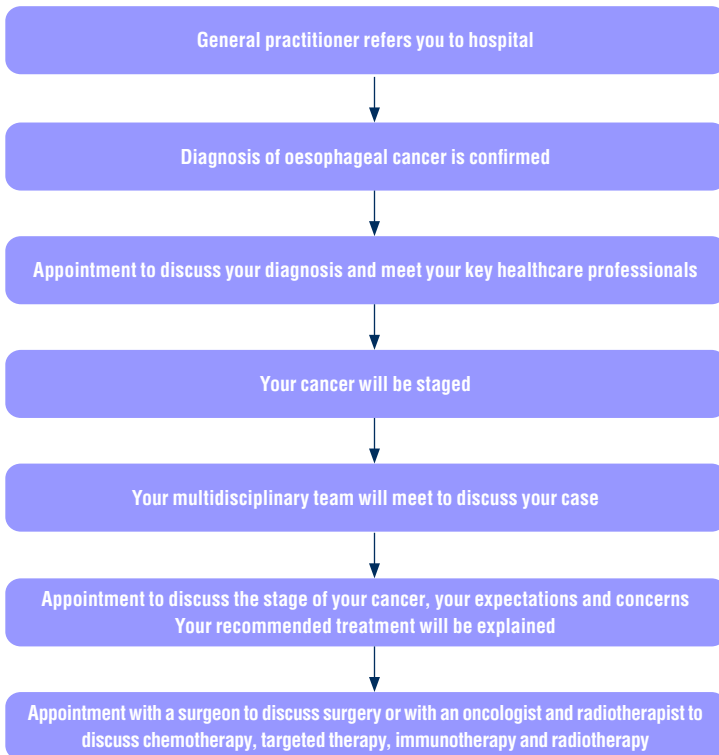 General practitioner refers you to hospital
Diagnosis of oesophageal cancer is confirmed
Appointment to discuss your diagnosis and meet your key healthcare professionals
Your cancer will be staged
Your multidisciplinary team will meet to discuss your case
Appointment to discuss the stage of your cancer, your expectations and concerns
Your recommended treatment will be explained
Appointment with a surgeon to discuss surgery or with an oncologist and radiotherapist to
discuss chemotherapy, targeted therapy, immunotherapy and radiotherapy